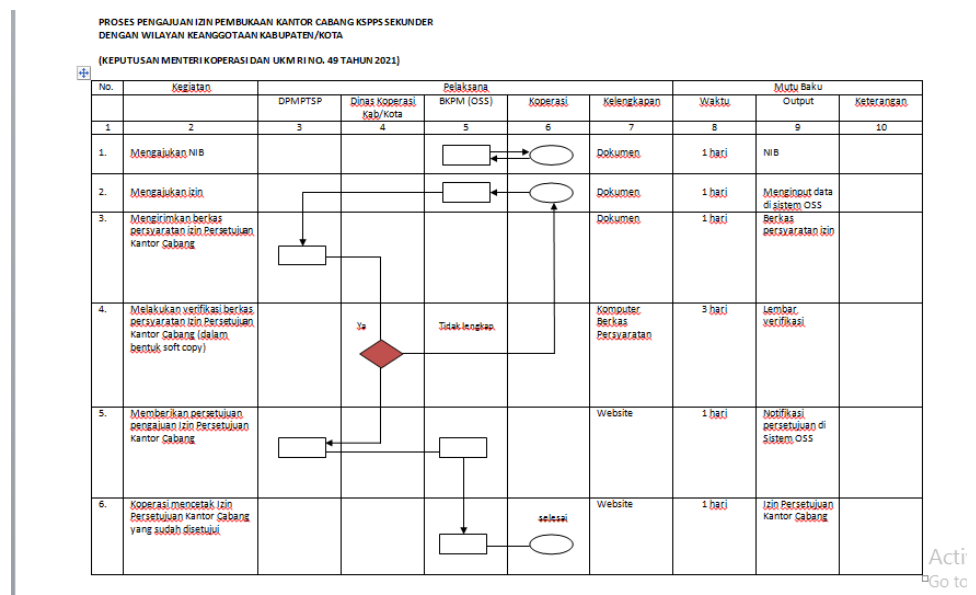 PROSES PENGAJUAN IZIN PEMBUKAAN KANTOR CABANG KSPPS SEKUNDER
DENGAN WILAYAN KEANGGOTAAN KABUPATEN/KOTA
(KEPUTUSAN MENTERI KOPERASI DAN UKM RI NO. 49 TAHUN 2021)
No. Kegiatan Pelaksana Mutu Baku
DPMPTSP Dinas Koperasi BKPM (OSS) Koperasi Kelengkapan Waktu Output Keterangan
Kab/Kota
1 2 3 4 5 6 7 8 9 10
1. Mengajukan NIB Dokumen 1 hari NIB
2. Mengajukan izin Dokumen 1 hari Menginput data
di sistem OSS
3. Mengirimkan berkas Dokumen 1 hari Berkas
persyaratan izin Persetujuan persyaratan izin
Kantor Cabang
4. Melakukan verifikasi berkas Komputer 3 hari Lembar
persyaratan Izin Persetujuan Ya Tidak lengkap Berkas verifikasi
Kantor Cabang (dalam Persyaratan
bentuk soft copy)
5. Memberikan persetujuan Website 1 hari Notifikasi
pengajuan Izin Persetujuan persetujuan di
Kantor Cabang Sistem OSS
6. Koperasi mencetak Izin Website 1 hari Izin Persetujuan
Persetujuan Kantor Cabang selesai Kantor Cabang
yang sudah disetujui
Go to